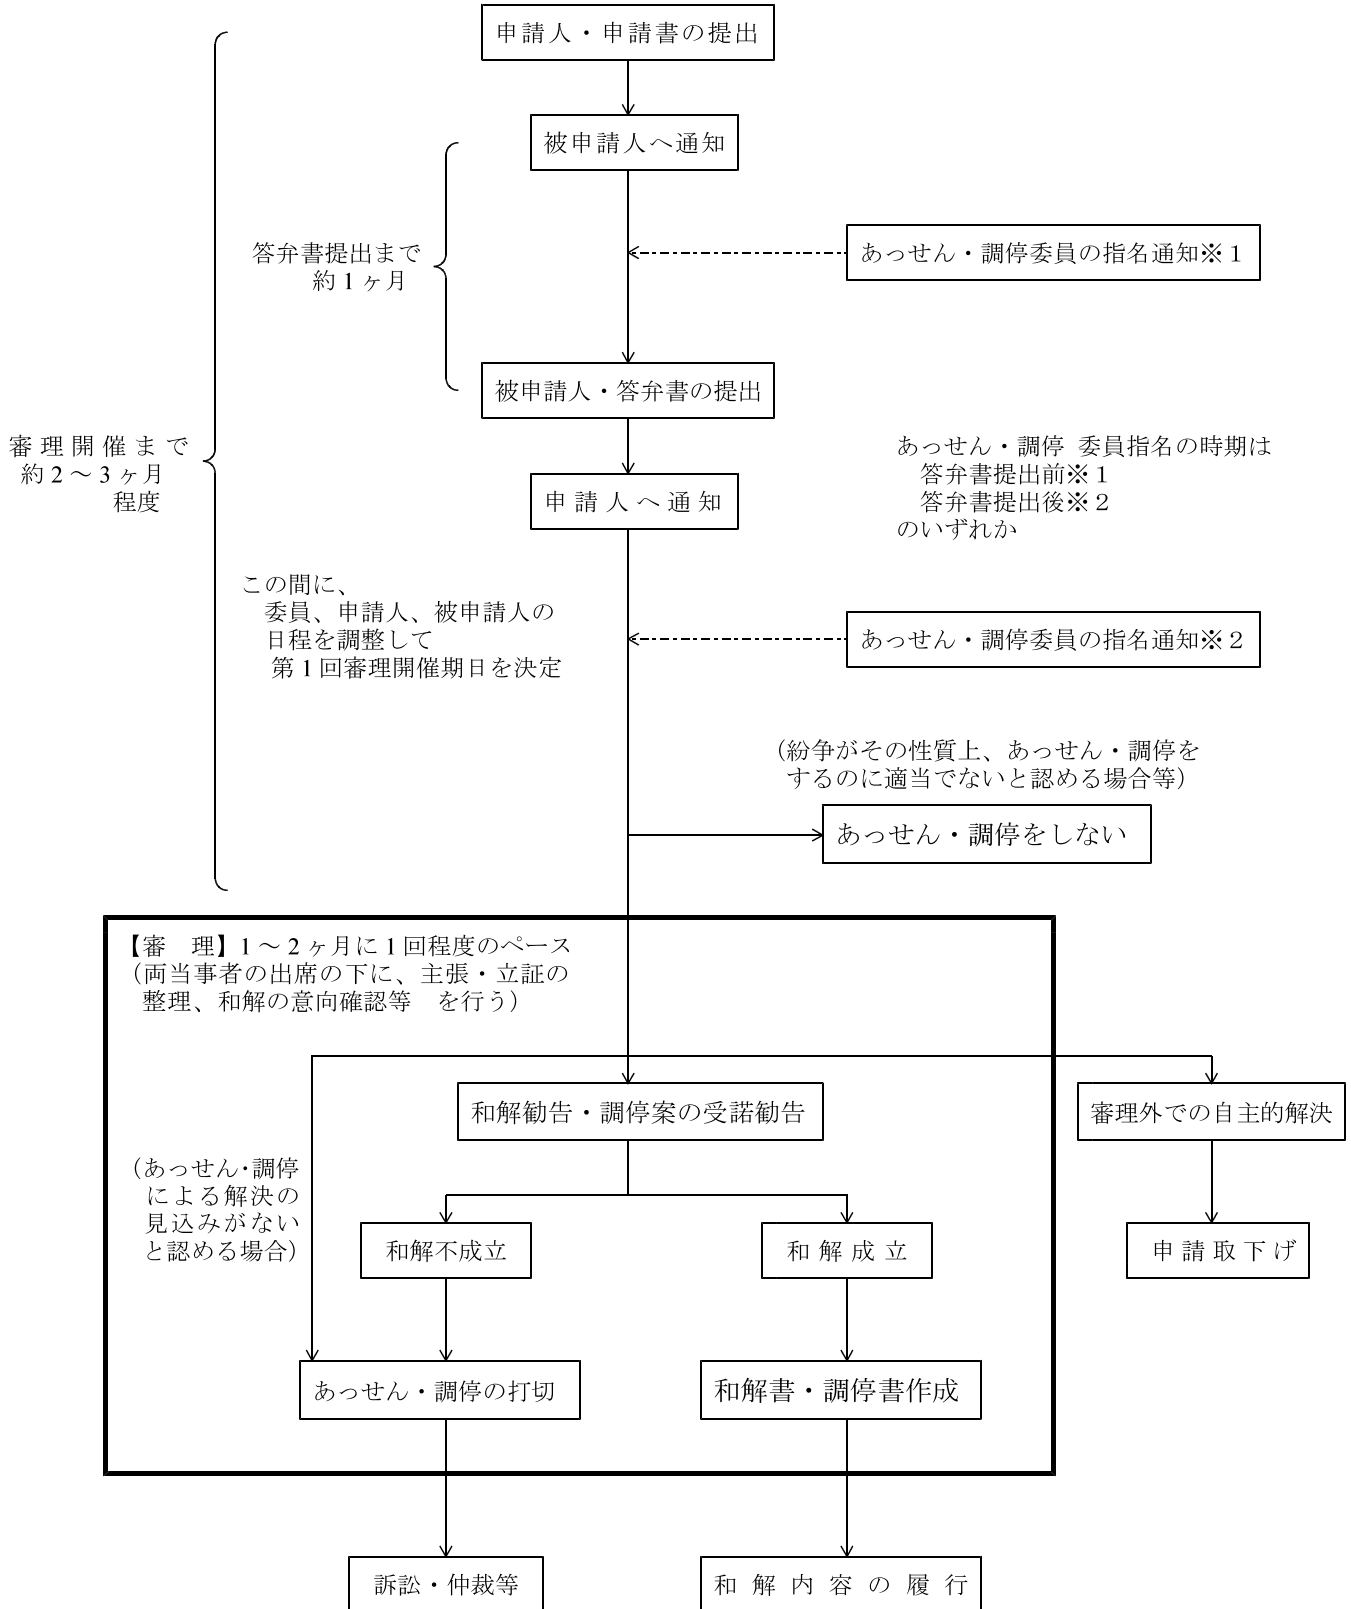 申請人・申請書の提出
被申請人へ通知
答弁書提出まで
約1ヶ月
あっせん・調停委員の指名通知※1
被申請人・答弁書の提出
審理開催まで
約2～3ヶ月
程度
あっせん・調停 委員指名の時期は
答弁書提出前※1
答弁書提出後※2
のいずれか
申請人へ通知
この間に、
委員、申請人、被申請人の
日程を調整して
第1回審理開催期日を決定
あっせん・調停委員の指名通知※2
（紛争がその性質上、あっせん・調停を
するのに適当でないと認める場合等）
あっせん・調停をしない
【審　理】1～2ヶ月に1回程度のペース
（両当事者の出席の下に、主張・立証の
整理、和解の意向確認等　を行う）
和解勧告・調停案の受諾勧告
審理外での自主的解決
（あっせん・調停
による解決の
見込みがない
と認める場合）
和解不成立
和解成立
申請取下げ
あっせん・調停の打切
和解書・調停書作成
訴訟・仲裁等
和解内容の履行